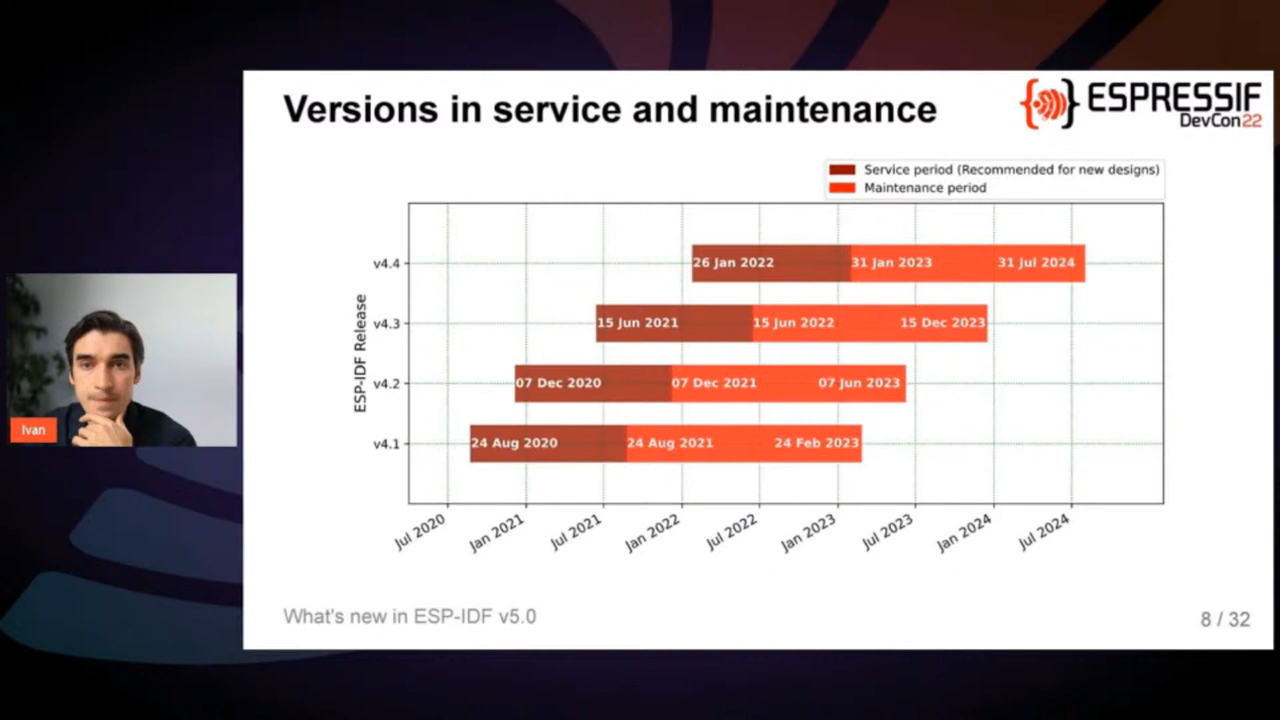 Versions in service and maintenance
{ } ESPRESSIF
DevCon22
Service period (Recommended for new designs)
Maintenance period
ESP-IDF Release
v4.4
26 Jan 2022
31 Jan 2023
31 Jul 2024
v4.3
15 Jun 2021
15 Jun 2022
15 Dec 2023
v4.2
07 Dec 2020
07 Dec 2021
07 Jun 2023
v4.1
24 Aug 2020
24 Aug 2021
24 Feb 2023
Jul 2020
Jan 2021
Jul 2021
Jan 2022
Jul 2022
Jan 2023
Jul 2023
Jan 2024
Jul 2024
Ivan
What's new in ESP-IDF v5.0
8 / 32